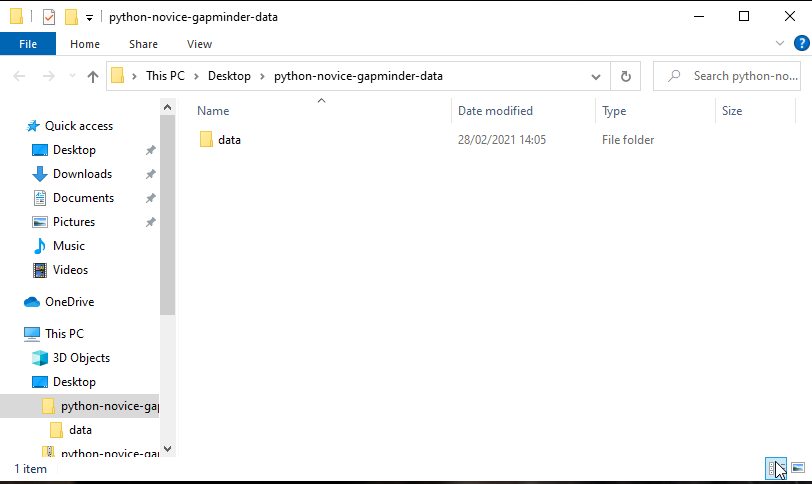 python-novice-gapminder-data
File Home Share View
This PC Desktop python-novice-gapminder-data
Search python-no...
Name Date modified Type Size
data 28/02/2021 14:05 File folder
Quick access
Desktop
Downloads
Documents
Pictures
Music
Videos
OneDrive
This PC
3D Objects
Desktop
python-novice-gap
data
python-novice-gap
1 item